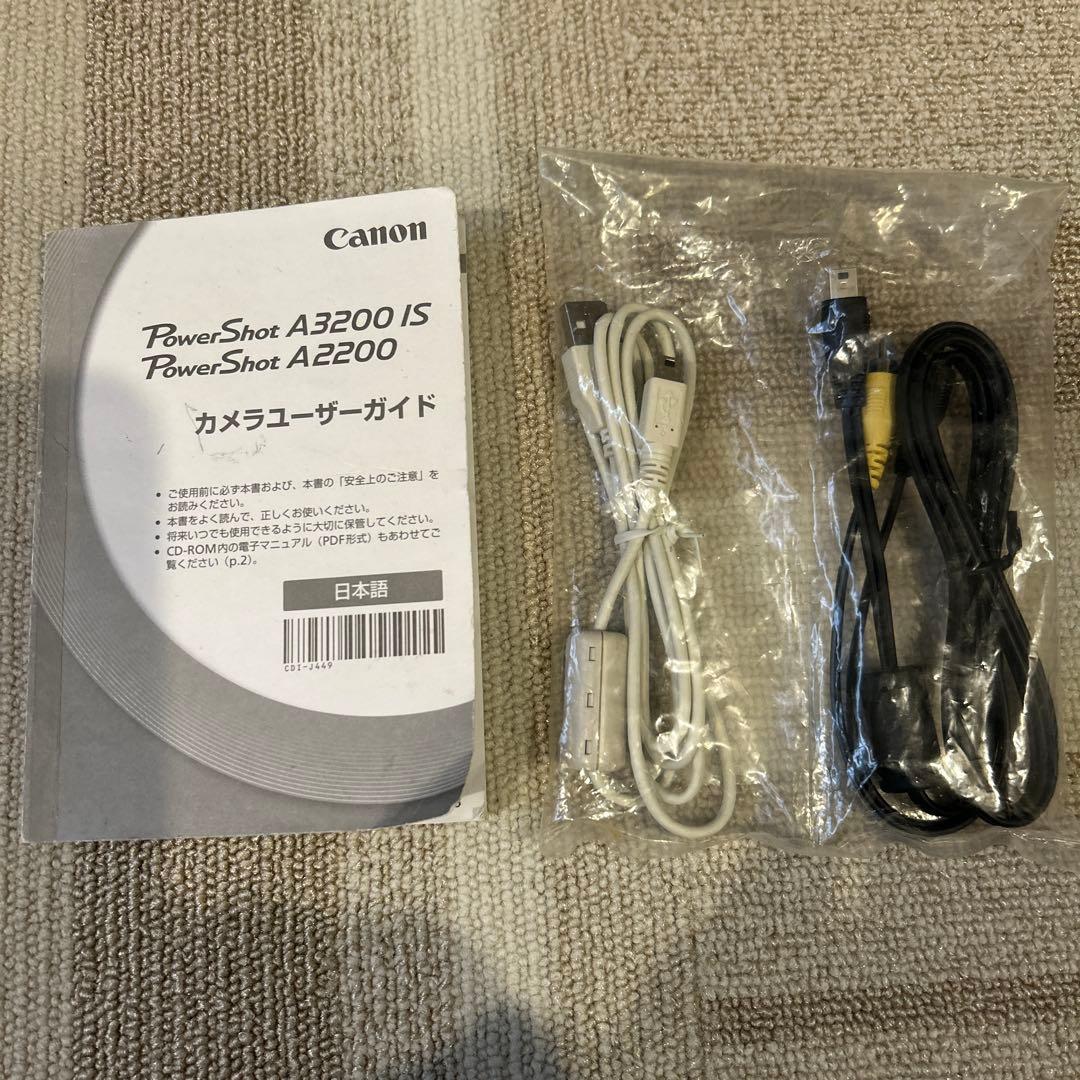 Canon
PowerShot A3200 IS
PowerShot A2200
カメラユーザーガイド
• ご使用前に必ず本書および、本書の「安全上のご注意」を
お読みください。
• 本書をよく読んで、正しくお使いください。
• 将来いつでも使用できるように大切に保管してください。
• CD-ROM内の電子マニュアル（PDF形式）もあわせてご
覧ください（p.2）。
日本語
CDI-J449